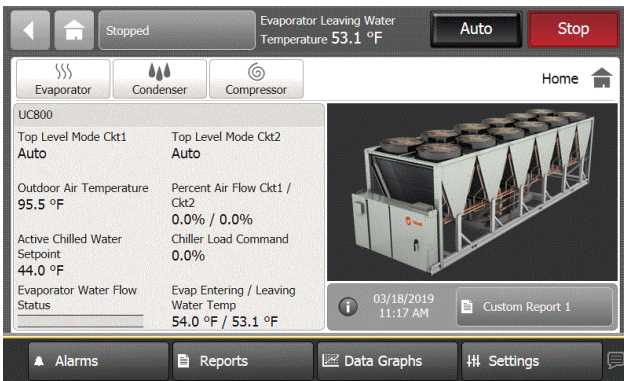 Stopped
Evaporator Leaving Water
Temperature 53.1 °F
Auto
Stop
Evaporator
Condenser
Compressor
Home
UC800
Top Level Mode Ckt1
Auto
Top Level Mode Ckt2
Auto
Outdoor Air Temperature
95.5 °F
Percent Air Flow Ckt1 /
Ckt2
0.0% / 0.0%
Active Chilled Water
Setpoint
44.0 °F
Chiller Load Command
0.0%
Evaporator Water Flow
Status
Evap Entering / Leaving
Water Temp
54.0 °F / 53.1 °F
TRANE
03/18/2019
11:17 AM
Custom Report 1
Alarms
Reports
Data Graphs
Settings